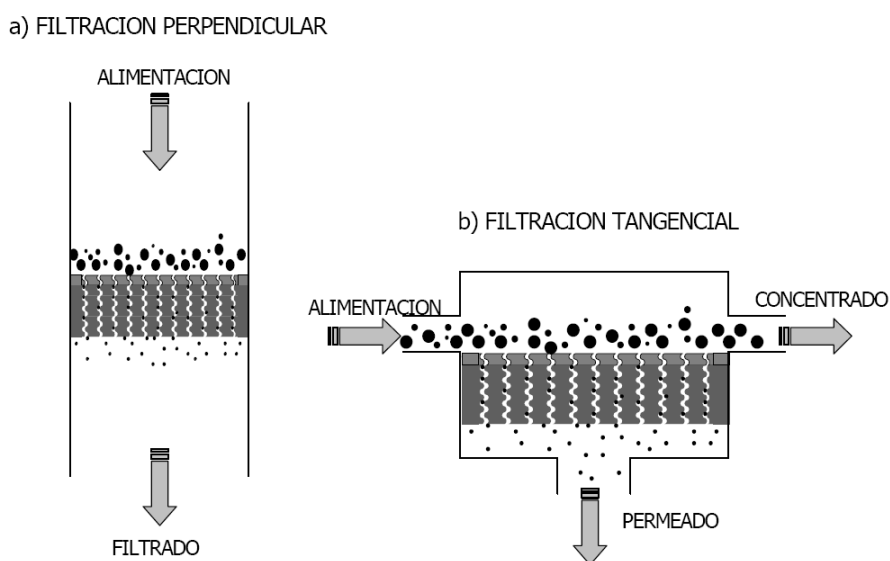 a) FILTRACION PERPENDICULAR
ALIMENTACION
FILTRADO
b) FILTRACION TANGENCIAL
ALIMENTACION
CONCENTRADO
PERMEADO